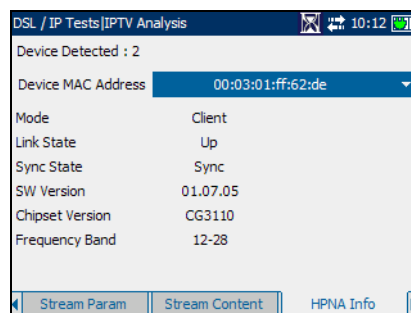 DSL / IP Tests|IPTV Analysis 10:12
Device Detected : 2
Device MAC Address 00:03:01:ff:62:de
Mode Client
Link State Up
Sync State Sync
SW Version 01.07.05
Chipset Version CG3110
Frequency Band 12-28
Stream Param Stream Content HPNA Info